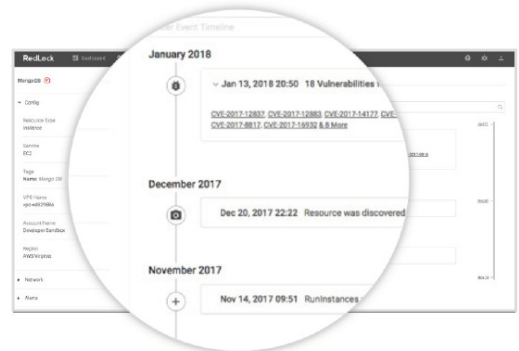 Event Timeline
RedLock
Dashboard
MongoDB
Config
Resource Type
Instance
Service
EC2
Tags
Name: Mongo DB
VPC Name
Account Name
Developer Sandbox
Region
AWS Virginia
Network
Alerts
January 2018
Jan 13, 2018 20:50 18 Vulnerabilities
CVE-2017-12837, CVE-2017-12883, CVE-2017-14177, CVE-
CVE-2017-8817, CVE-2017-16932 & 8 More
December 2017
Dec 20, 2017 22:22 Resource was discovered
November 2017
Nov 14, 2017 09:51 RunInstances